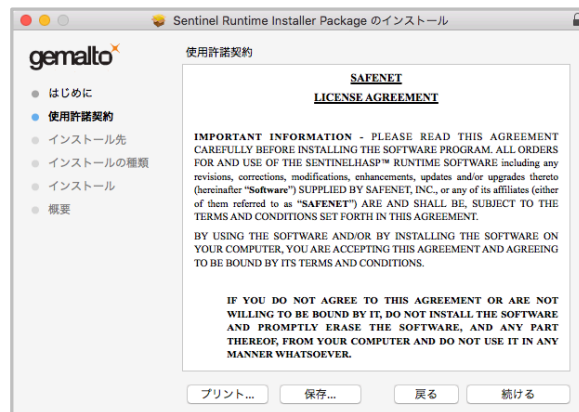 Sentinel Runtime Installer Package のインストール
gemalto
はじめに
使用許諾契約
インストール先
インストールの種類
インストール
概要
使用許諾契約
SAFENET
LICENSE AGREEMENT
IMPORTANT INFORMATION - PLEASE READ THIS AGREEMENT
CAREFULLY BEFORE INSTALLING THE SOFTWARE PROGRAM. ALL ORDERS
FOR AND USE OF THE SENTINELHASP™ RUNTIME SOFTWARE including any
revisions, corrections, modifications, enhancements, updates and/or upgrades thereto
(hereinafter "Software") SUPPLIED BY SAFENET, INC., or any of its affiliates (either
of them referred to as "SAFENET") ARE AND SHALL BE, SUBJECT TO THE
TERMS AND CONDITIONS SET FORTH IN THIS AGREEMENT.
BY USING THE SOFTWARE AND/OR BY INSTALLING THE SOFTWARE ON
YOUR COMPUTER, YOU ARE ACCEPTING THIS AGREEMENT AND AGREEING
TO BE BOUND BY ITS TERMS AND CONDITIONS.
IF YOU DO NOT AGREE TO THIS AGREEMENT OR ARE NOT
WILLING TO BE BOUND BY IT, DO NOT INSTALL THE SOFTWARE
AND PROMPTLY ERASE THE SOFTWARE, AND ANY PART
THEREOF, FROM YOUR COMPUTER AND DO NOT USE IT IN ANY
MANNER WHATSOEVER.
プリント...
保存...
戻る
続ける